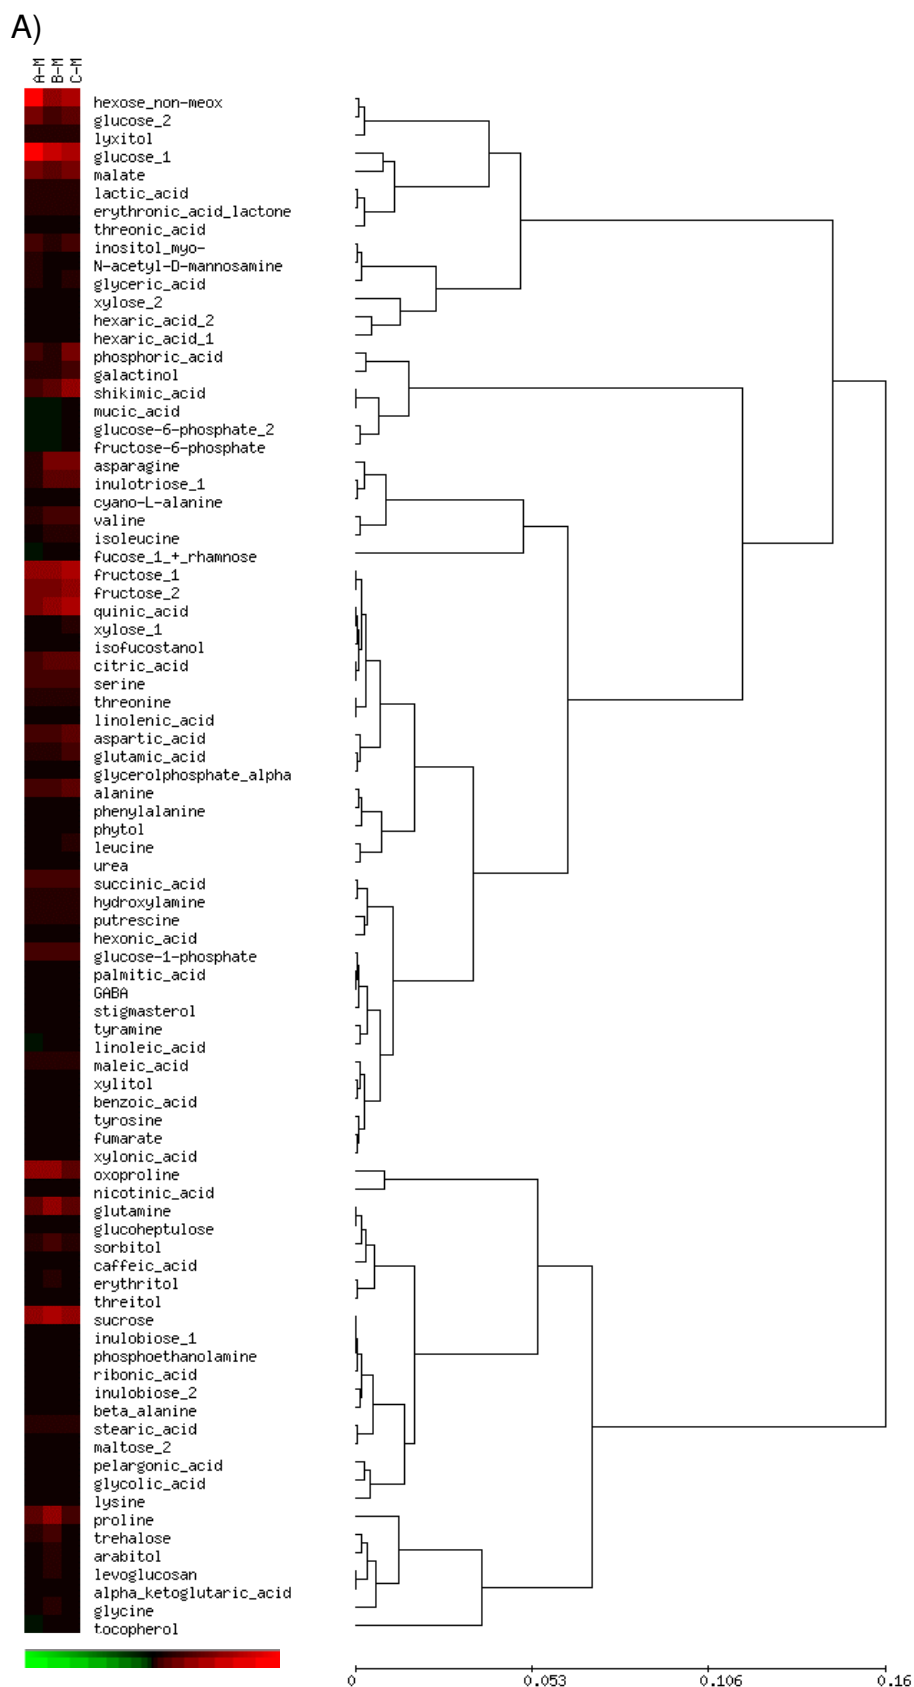 A)
A-M
B-M
C-M
hexose_non-meox
glucose_2
lyxitol
glucose_1
malate
lactic_acid
erythronic_acid_lactone
threonic_acid
inositol_myo-
N-acetyl-D-mannosamine
glyceric_acid
xylose_2
hexaric_acid_2
hexaric_acid_1
phosphoric_acid
galactinol
shikimic_acid
mucic_acid
glucose-6-phosphate_2
fructose-6-phosphate
asparagine
inulotriose_1
cyano-L-alanine
valine
isoleucine
fucose_1_+_rhamnose
fructose_1
fructose_2
quinic_acid
xylose_1
isofucostanol
citric_acid
serine
threonine
linolenic_acid
aspartic_acid
glutamic_acid
glycerolphosphate_alpha
alanine
phenylalanine
phytol
leucine
urea
succinic_acid
hydroxylamine
putrescine
hexonic_acid
glucose-1-phosphate
palmitic_acid
GABA
stigmasterol
tyramine
linoleic_acid
maleic_acid
xylitol
benzoic_acid
tyrosine
fumarate
xylonic_acid
oxoproline
nicotinic_acid
glutamine
glucoheptulose
sorbitol
caffeic_acid
erythritol
threitol
sucrose
inulobiose_1
phosphoethanolamine
ribonic_acid
inulobiose_2
beta_alanine
stearic_acid
maltose_2
pelargonic_acid
glycolic_acid
lysine
proline
trehalose
arabitol
levoglucosan
alpha_ketoglutaric_acid
glycine
tocopherol
0 0.053 0.106 0.16